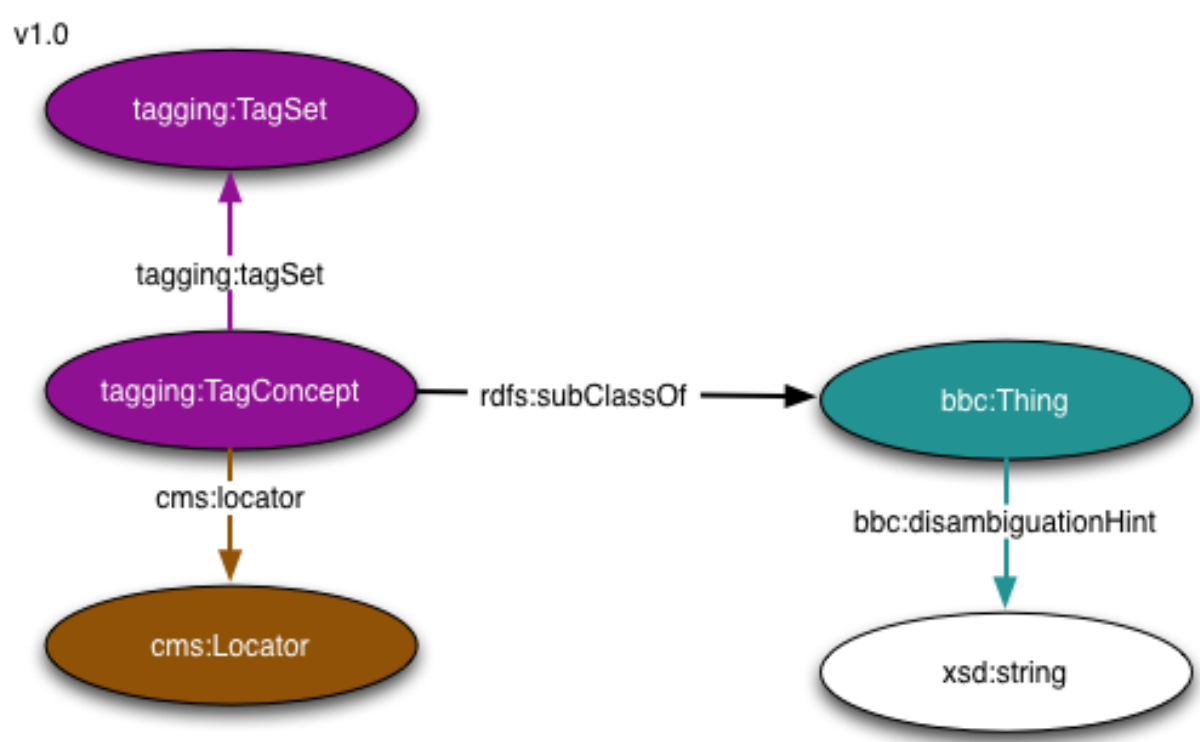 v1.0
tagging:TagSet
tagging:tagSet
tagging:TagConcept
rdfs:subClassOf
bbc:Thing
cms:locator
bbc:disambiguationHint
cms:Locator
xsd:string